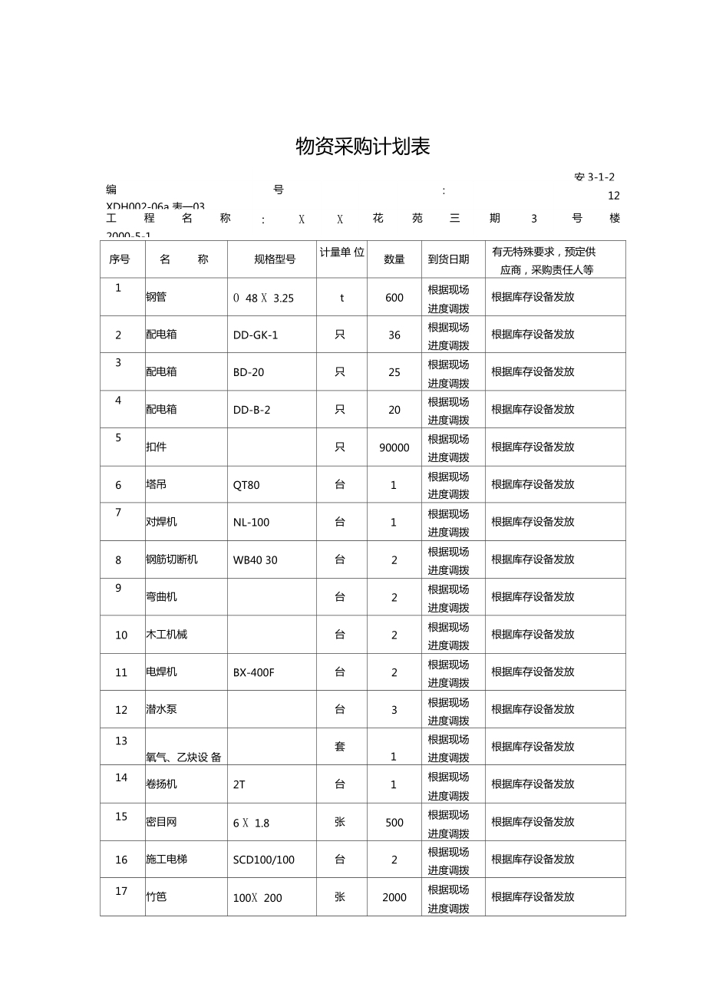 物资采购计划表
安 3-1-2
编 号 : 12
XDH002-06a 表一03
工 程 名 称 : X X 花 苑 三 期 3 号 楼
2000-5-1
序号 名 称 规格型号 计量单 位 数量 到货日期 有无特殊要求，预定供
应商，采购责任人等
1 钢管 O 48 X 3.25 t 600 根据现场 根据库存设备发放
进度调拨
2 配电箱 DD-GK-1 只 36 根据现场 根据库存设备发放
进度调拨
3 配电箱 BD-20 只 25 根据现场 根据库存设备发放
进度调拨
4 配电箱 DD-B-2 只 20 根据现场 根据库存设备发放
进度调拨
5 扣件 只 90000 根据现场 根据库存设备发放
进度调拨
6 塔吊 QT80 台 1 根据现场 根据库存设备发放
进度调拨
7 对焊机 NL-100 台 1 根据现场 根据库存设备发放
进度调拨
8 钢筋切断机 WB40 30 台 2 根据现场 根据库存设备发放
进度调拨
9 弯曲机 台 2 根据现场 根据库存设备发放
进度调拨
10 木工机械 台 2 根据现场 根据库存设备发放
进度调拨
11 电焊机 BX-400F 台 2 根据现场 根据库存设备发放
进度调拨
12 潜水泵 台 3 根据现场 根据库存设备发放
进度调拨
13 氧气、乙炔设 备 套 1 根据现场 根据库存设备发放
进度调拨
14 卷扬机 2T 台 1 根据现场 根据库存设备发放
进度调拨
15 密目网 6 X 1.8 张 500 根据现场 根据库存设备发放
进度调拨
16 施工电梯 SCD100/100 台 2 根据现场 根据库存设备发放
进度调拨
17 竹笆 100X 200 张 2000 根据现场 根据库存设备发放
进度调拨